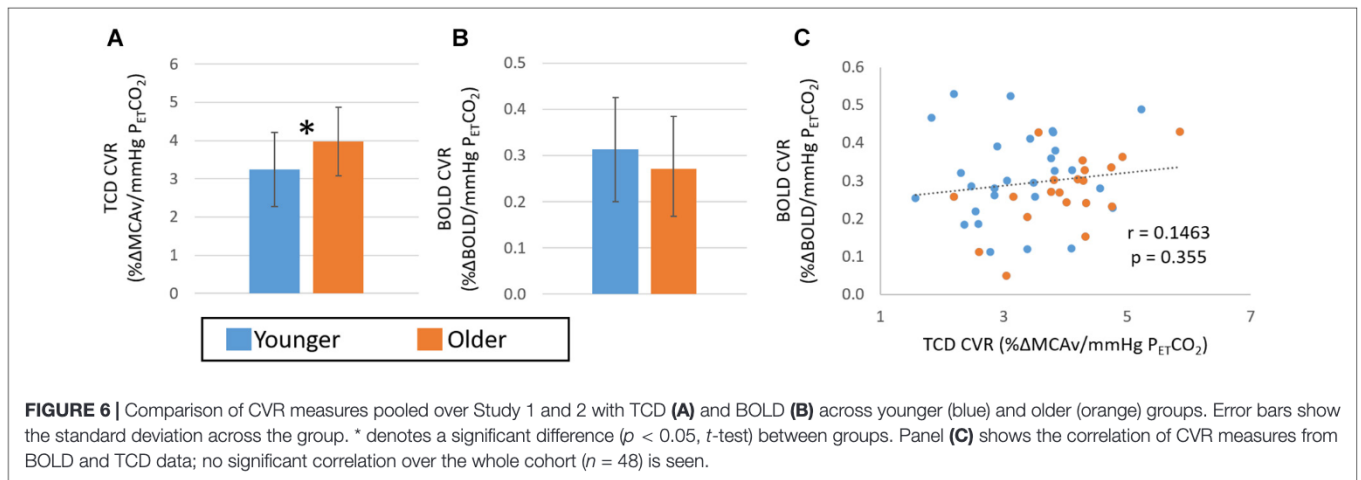 A
TCD CVR
(%ΔMCAv/mmHg P_ETCO₂)
6
5
4
3
2
1
0
*
B
BOLD CVR
(%ΔBOLD/mmHg P_ETCO₂)
0.5
0.4
0.3
0.2
0.1
0.0
Younger Older
C
BOLD CVR
(%ΔBOLD/mmHg P_ETCO₂)
0.6
0.5
0.4
0.3
0.2
0.1
0.0
r = 0.1463
p = 0.355
1 3 5 7
TCD CVR (%ΔMCAv/mmHg P_ETCO₂)
FIGURE 6 | Comparison of CVR measures pooled over Study 1 and 2 with TCD (A) and BOLD (B) across younger (blue) and older (orange) groups. Error bars show
the standard deviation across the group. * denotes a significant difference (p < 0.05, t-test) between groups. Panel (C) shows the correlation of CVR measures from
BOLD and TCD data; no significant correlation over the whole cohort (n = 48) is seen.